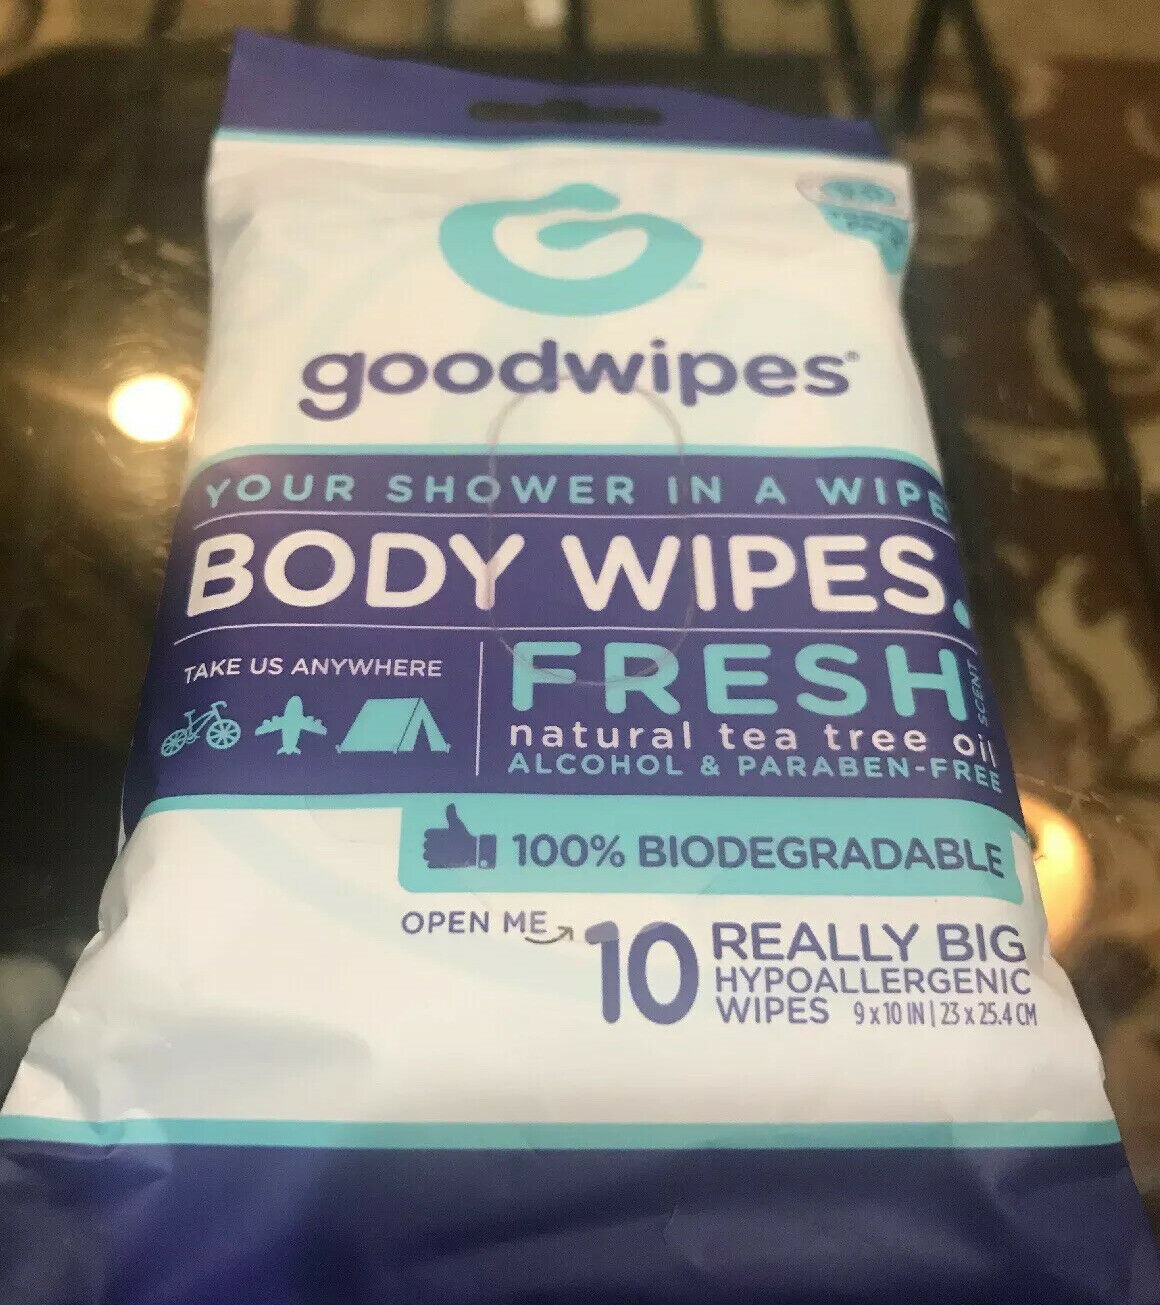 goodwipes®
YOUR SHOWER IN A WIPE
BODY WIPES.
TAKE US ANYWHERE
FRESH SCENT
natural tea tree oil
ALCOHOL & PARABEN-FREE
100% BIODEGRADABLE
OPEN ME
10 REALLY BIG
HYPOALLERGENIC
WIPES 9 x 10 IN | 23 x 25.4 CM